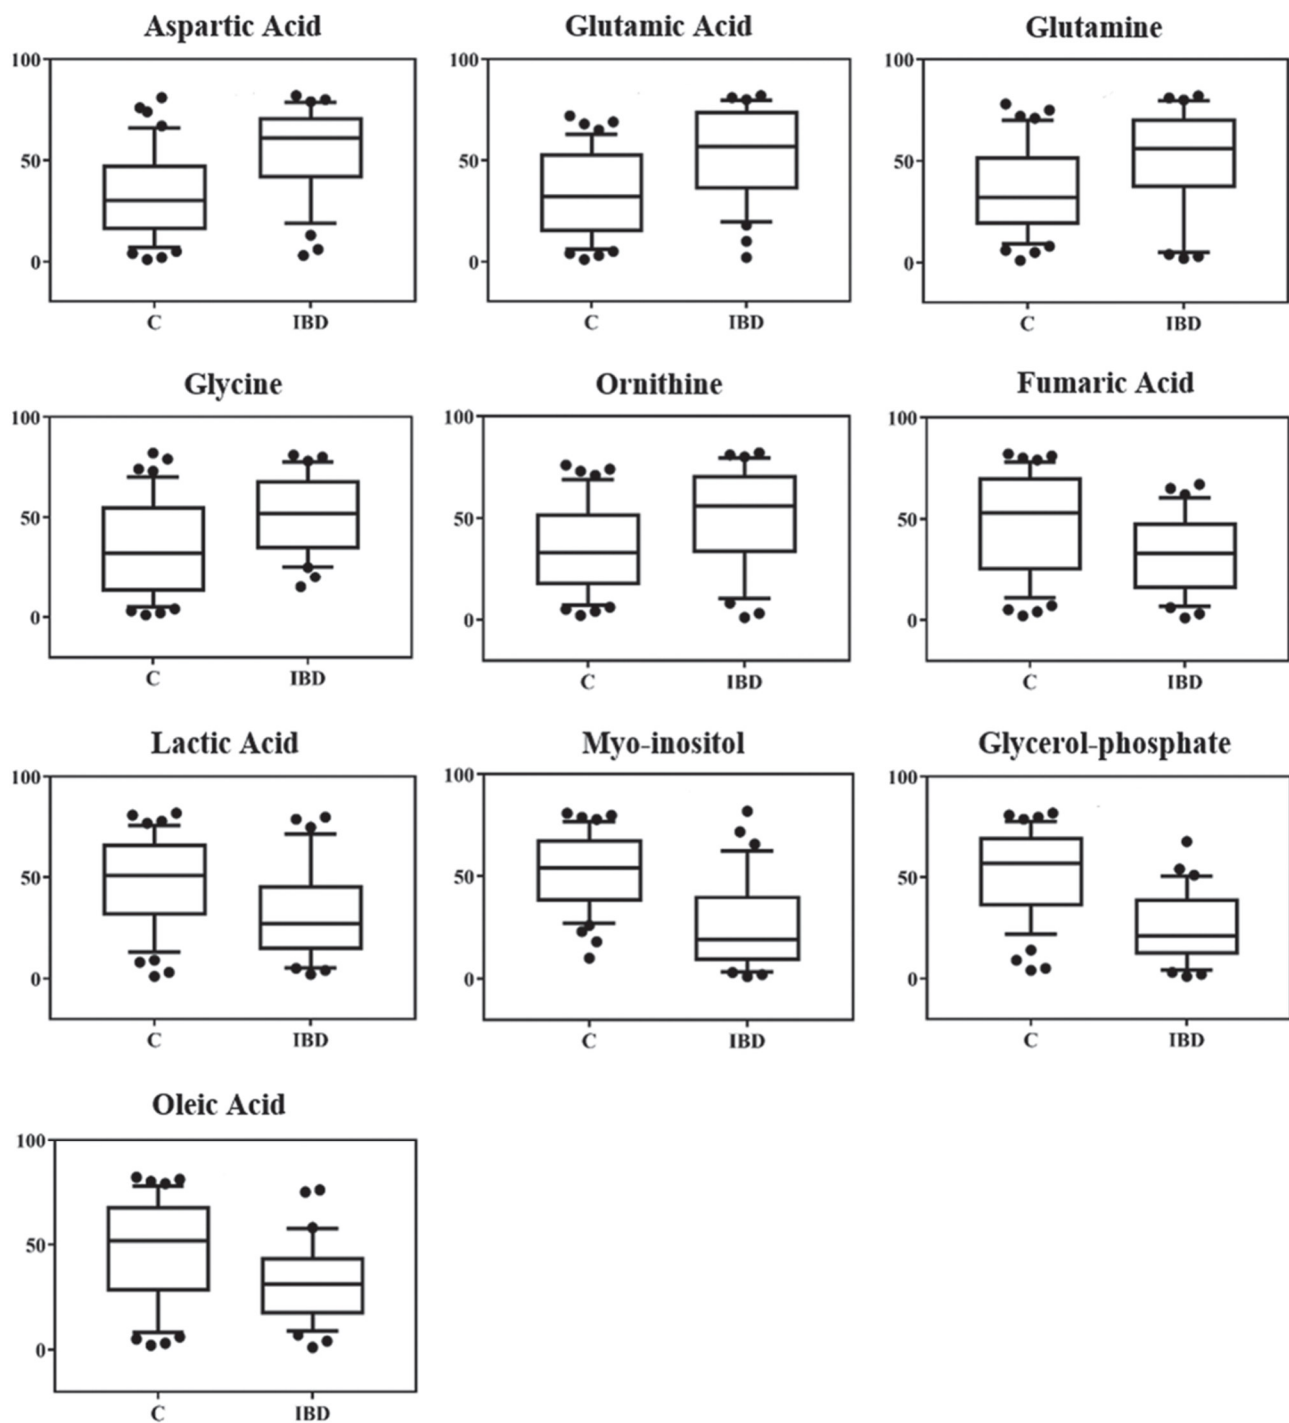 Aspartic Acid Glutamic Acid Glutamine
100 100 100
50 50 50
0 0 0
C IBD C IBD C IBD
Glycine Ornithine Fumaric Acid
100 100 100
50 50 50
0 0 0
C IBD C IBD C IBD
Lactic Acid Myo-inositol Glycerol-phosphate
100 100 100
50 50 50
0 0 0
C IBD C IBD C IBD
Oleic Acid
100
50
0
C IBD